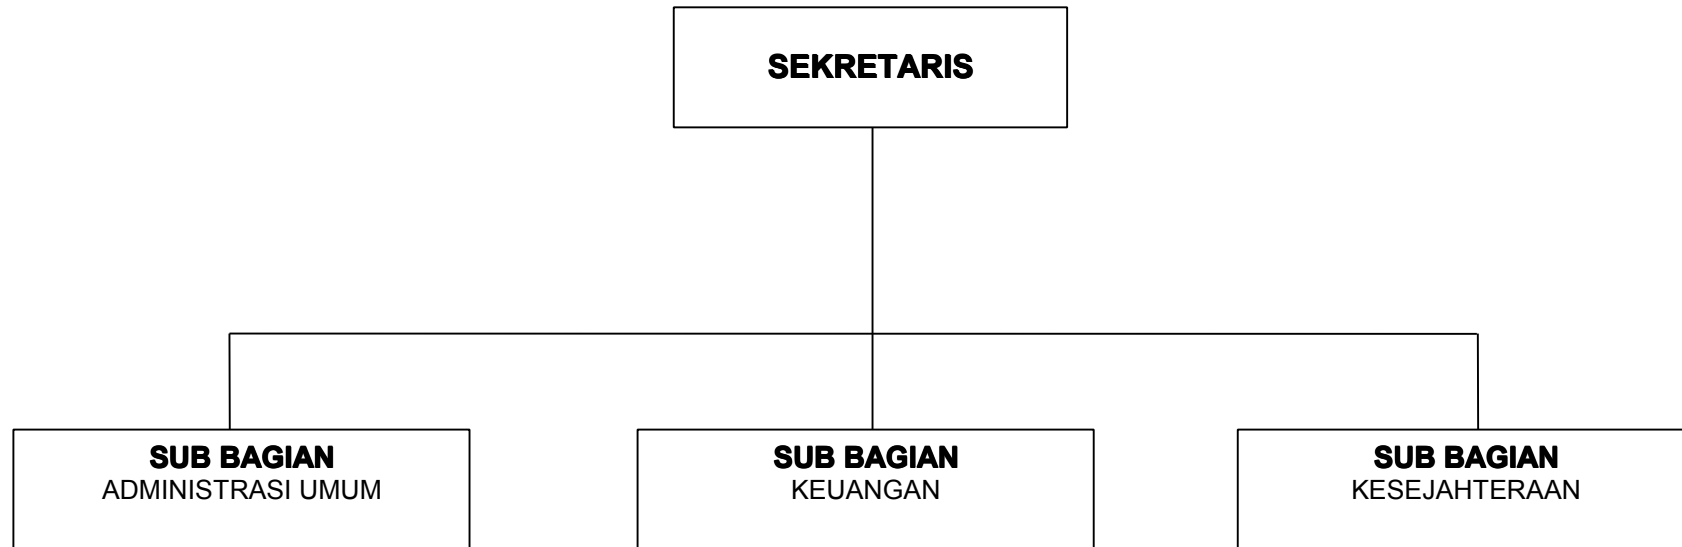 SEKRETARIS
SUB BAGIAN
ADMINISTRASI UMUM
SUB BAGIAN
KEUANGAN
SUB BAGIAN
KESEJAHTERAAN